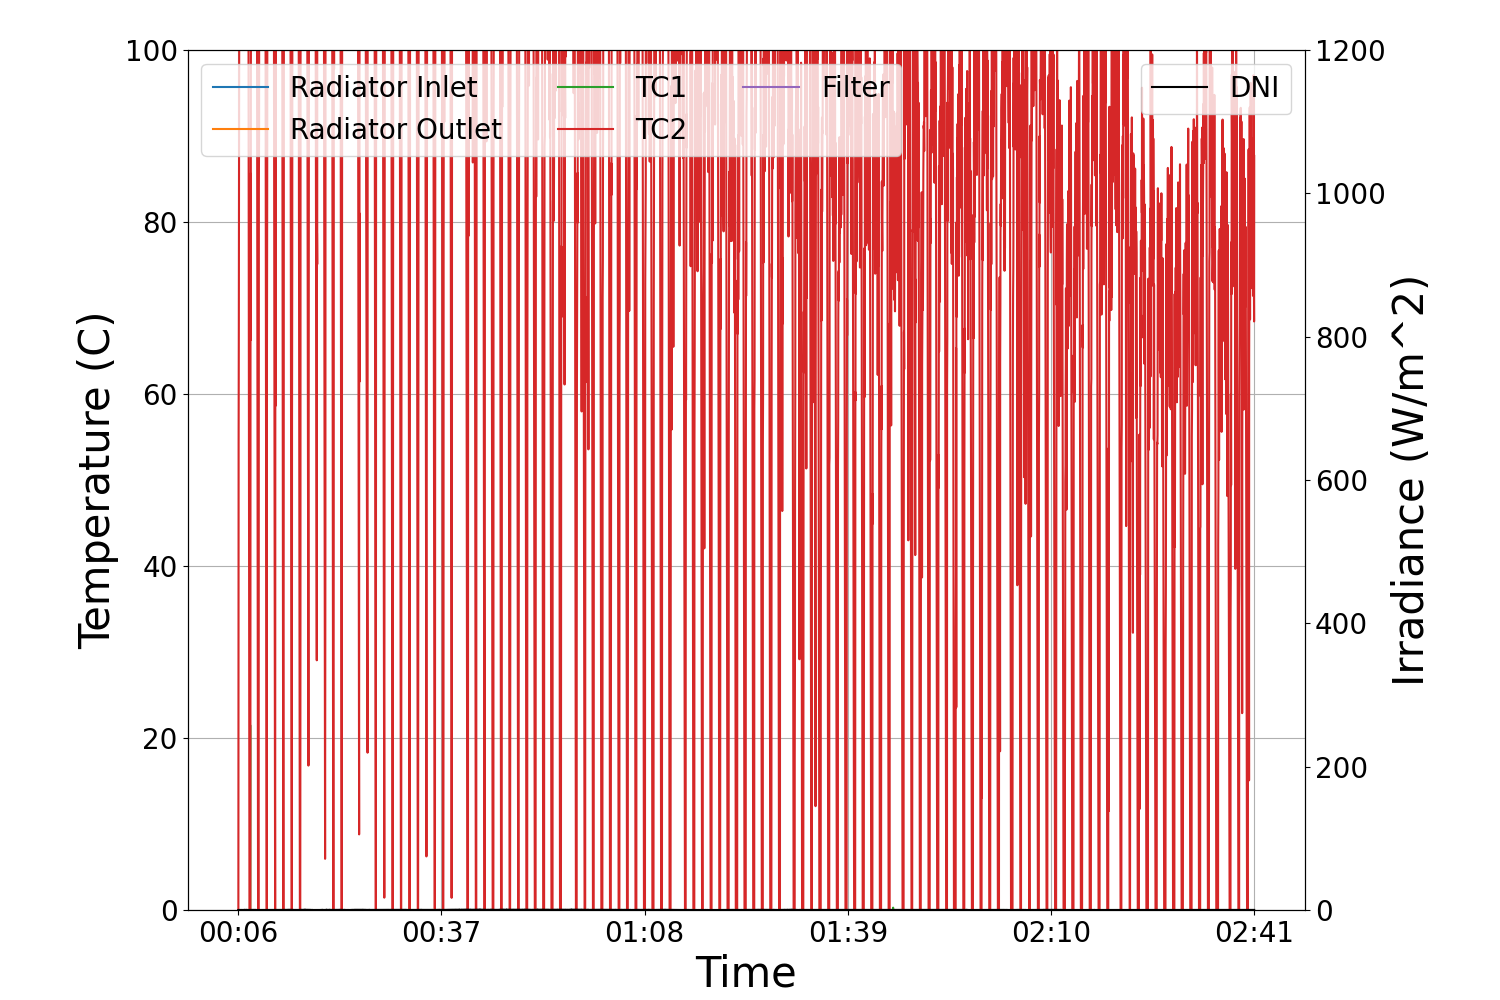 100
80
60
40
20
0
Temperature (C)
Radiator Inlet
Radiator Outlet
TC1
TC2
Filter
DNI
1200
1000
800
600
400
200
0
Irradiance (W/m^2)
00:06
00:37
01:08
01:39
02:10
02:41
Time